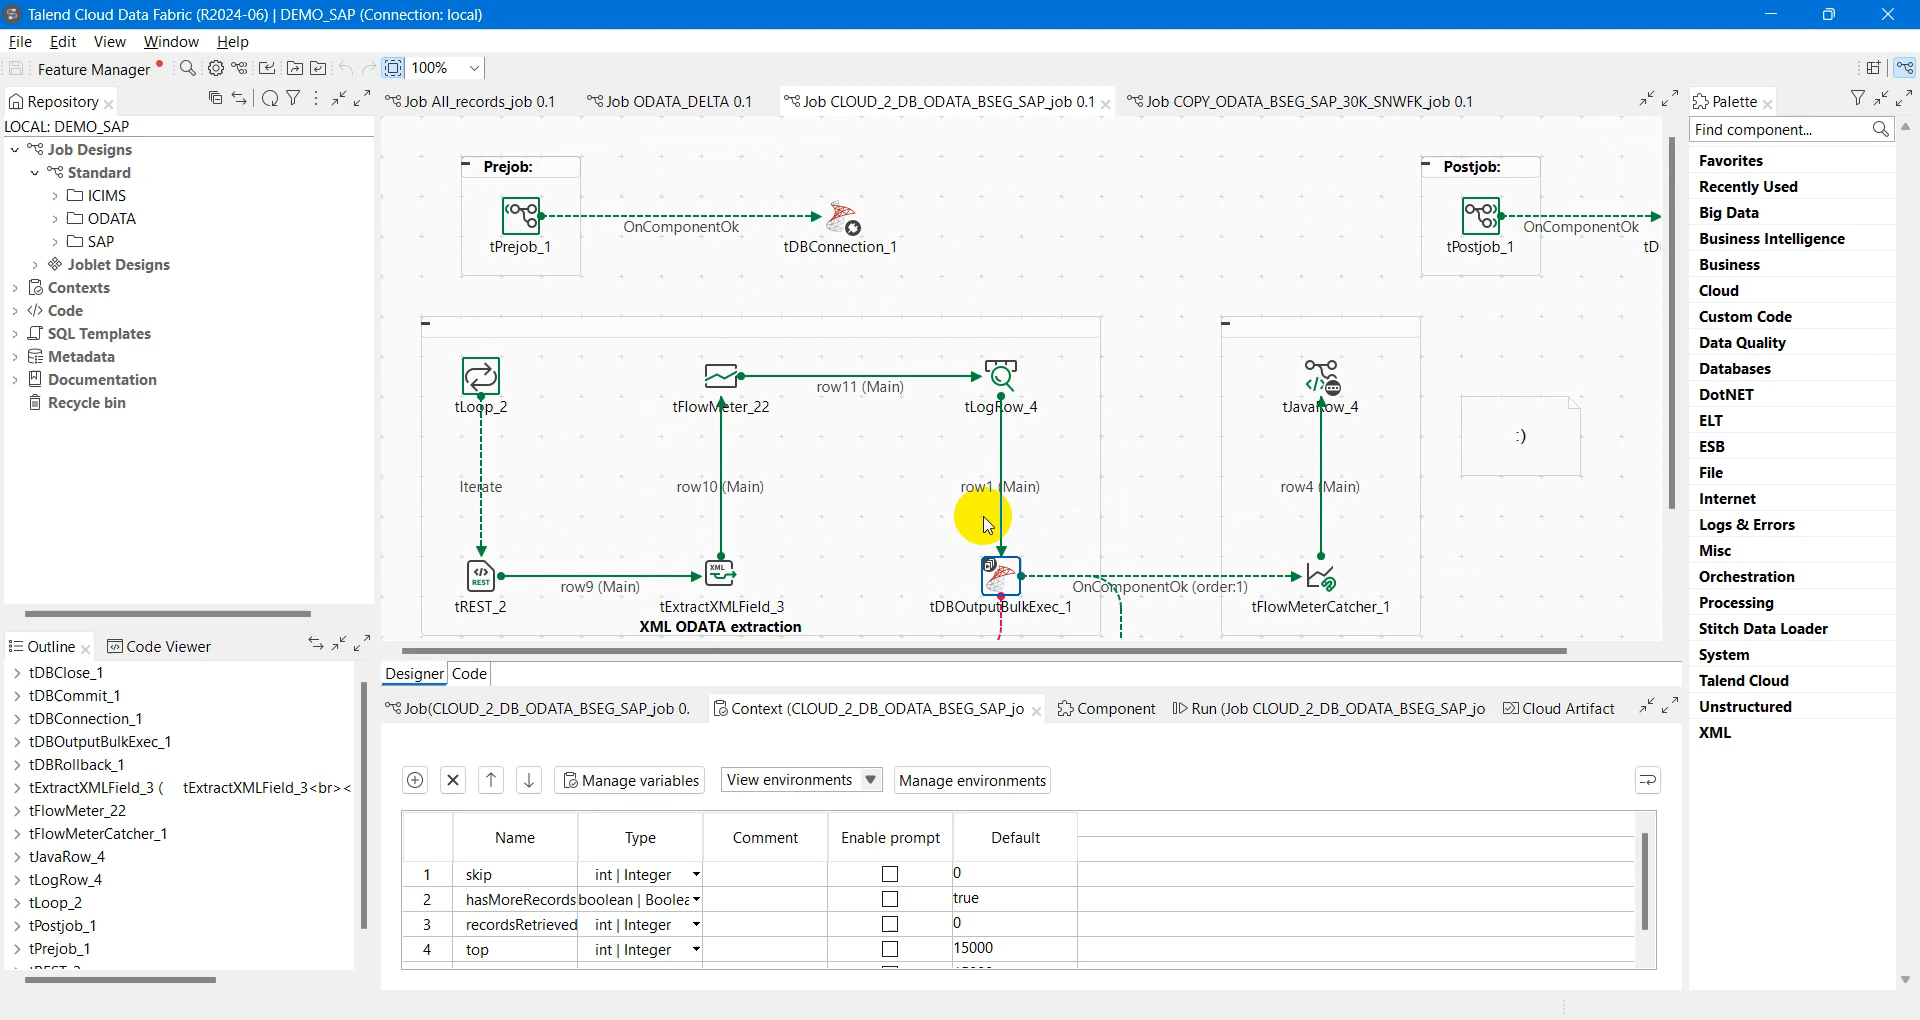 Talend Cloud Data Fabric (R2024-06) | DEMO_SAP (Connection: local)
File Edit View Window Help
Feature Manager 100%
Repository
LOCAL: DEMO_SAP
Job Designs
Standard
ICIMS
ODATA
SAP
Joblet Designs
Contexts
Code
SQL Templates
Metadata
Documentation
Recycle bin
Outline Code Viewer
tDBClose_1
tDBCommit_1
tDBConnection_1
tDBOutputBulkExec_1
tDBRollback_1
tExtractXMLField_3 ( tExtractXMLField_3<br><
tFlowMeter_22
tFlowMeterCatcher_1
tJavaRow_4
tLogRow_4
tLoop_2
tPostjob_1
tPrejob_1
Job All_records_job 0.1 Job ODATA_DELTA 0.1 Job CLOUD_2_DB_ODATA_BSEG_SAP_job 0.1 Job COPY_ODATA_BSEG_SAP_30K_SNWFK_job 0.1
Prejob:
tPrejob_1
OnComponentOk
tDBConnection_1
Postjob:
tPostjob_1
OnComponentOk
tD
tLoop_2
tFlowMeter_22
row11 (Main)
tLogRow_4
tJavaRow_4
:)
Iterate
row10 (Main)
row1 (Main)
row4 (Main)
REST
tREST_2
row9 (Main)
XML
tExtractXMLField_3
XML ODATA extraction
tDBOutputBulkExec_1
OnComponentOk (order:1)
tFlowMeterCatcher_1
Designer Code
Job(CLOUD_2_DB_ODATA_BSEG_SAP_job 0. Context (CLOUD_2_DB_ODATA_BSEG_SAP_jo Component Run (Job CLOUD_2_DB_ODATA_BSEG_SAP_jo Cloud Artifact
Manage variables View environments Manage environments
Name Type Comment Enable prompt Default
1 skip int | Integer 0
2 hasMoreRecords boolean | Boolea true
3 recordsRetrieved int | Integer 0
4 top int | Integer 15000
Palette
Find component...
Favorites
Recently Used
Big Data
Business Intelligence
Business
Cloud
Custom Code
Data Quality
Databases
DotNET
ELT
ESB
File
Internet
Logs & Errors
Misc
Orchestration
Processing
Stitch Data Loader
System
Talend Cloud
Unstructured
XML